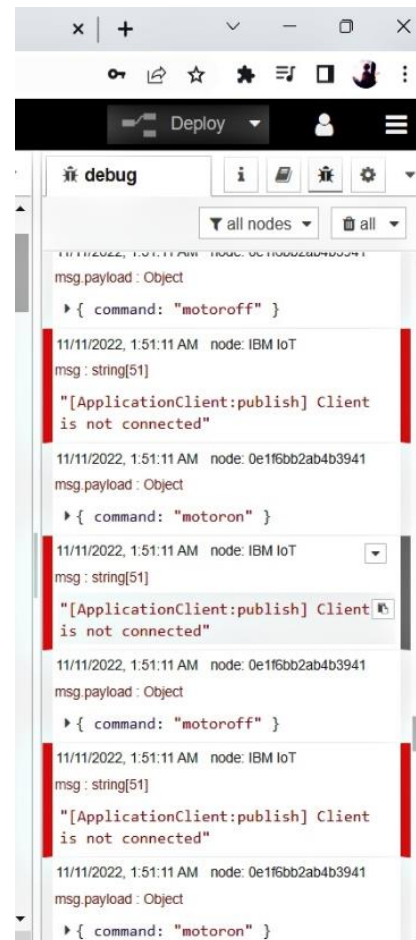 Deploy
debug
all nodes
all
msg.payload : Object
{ command: "motoroff" }
11/11/2022, 1:51:11 AM node: IBM IoT
msg : string[51]
"[ApplicationClient:publish] Client
is not connected"
11/11/2022, 1:51:11 AM node: 0e1f6bb2ab4b3941
msg.payload : Object
{ command: "motoron" }
11/11/2022, 1:51:11 AM node: IBM IoT
msg : string[51]
"[ApplicationClient:publish] Client
is not connected"
11/11/2022, 1:51:11 AM node: 0e1f6bb2ab4b3941
msg.payload : Object
{ command: "motoroff" }
11/11/2022, 1:51:11 AM node: IBM IoT
msg : string[51]
"[ApplicationClient:publish] Client
is not connected"
11/11/2022, 1:51:11 AM node: 0e1f6bb2ab4b3941
msg.payload : Object
{ command: "motoron" }